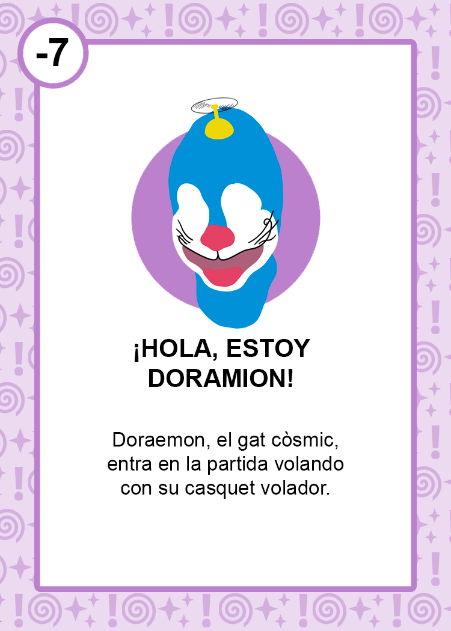 -7
¡HOLA, ESTOY
DORAMION!
Doraemon, el gat còsmic,
entra en la partida volando
con su casquet volador.